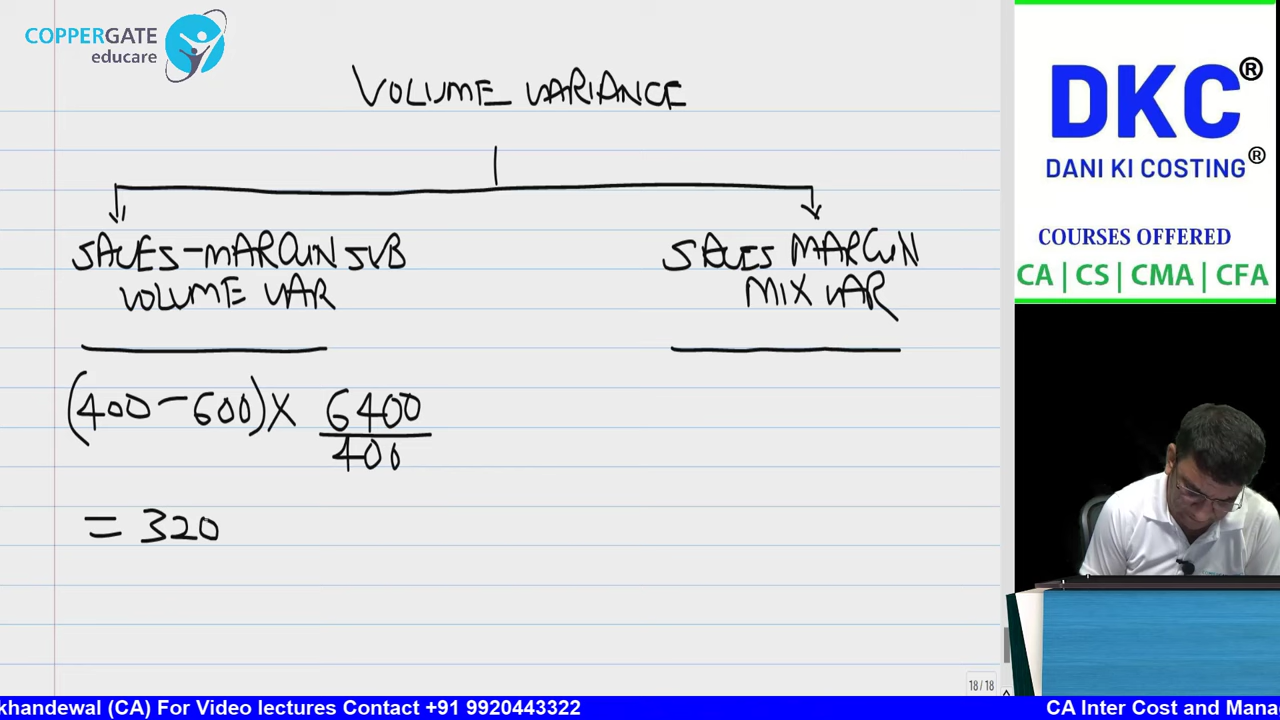 COPPERGATE
educare
VOLUME VARIANCE
SALES-MARGIN SUB
VOLUME VAR
SALES MARGIN
MIX VAR
(400 - 600) X 6400
400
= 320
18/18
DKC®
DANI KI COSTING®
COURSES OFFERED
CA | CS | CMA | CFA
khandewal (CA) For Video lectures Contact +91 9920443322
CA Inter Cost and Mana